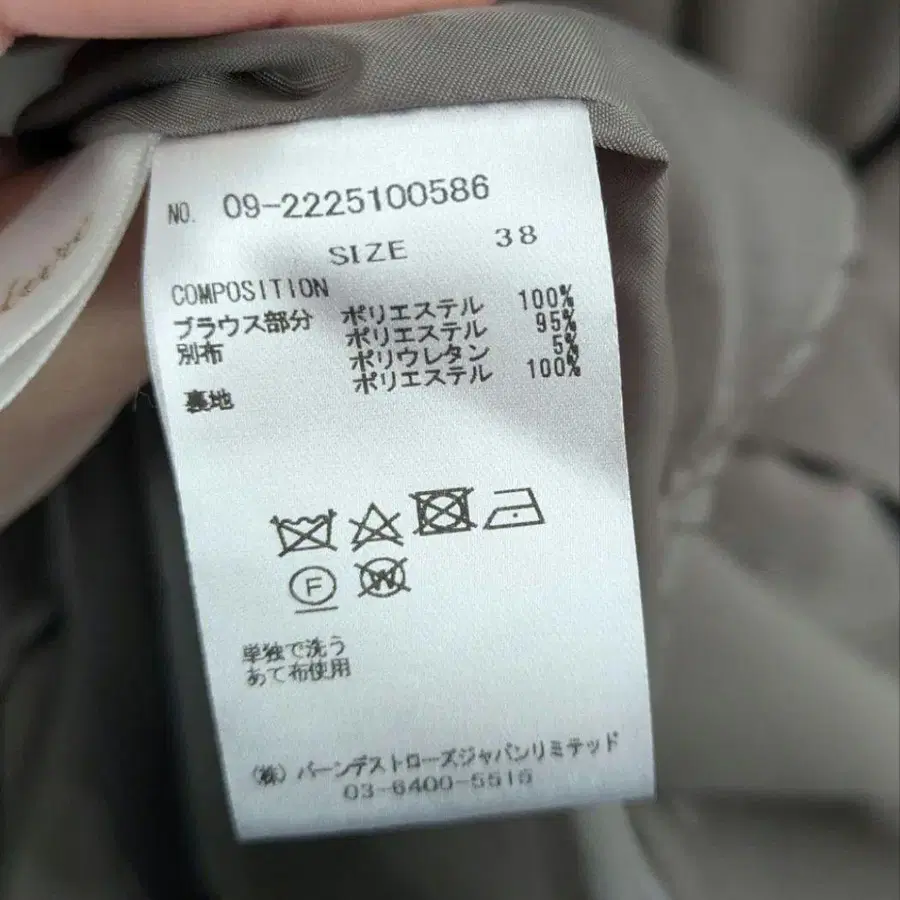 NO. 09-2225100586
SIZE 38
COMPOSITION
ブラウス部分 ポリエステル 100%
別布 ポリエステル 95%
ポリウレタン 5%
裏地 ポリエステル 100%
F
W
単独で洗う
あて布使用
(株) バーンデストローズジャパンリミテッド
03-6400-5515